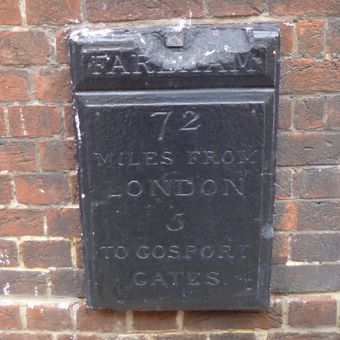 FAREHAM
72
MILES FROM
LONDON
5
TO GOSPORT
GATES